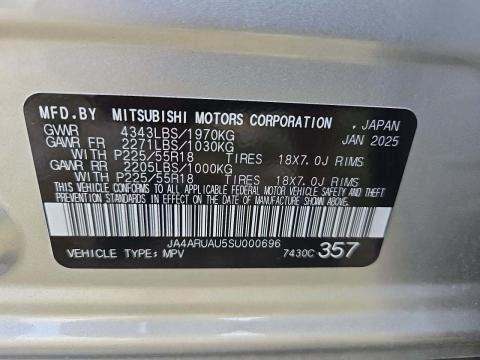 MFD.BY MITSUBISHI MOTORS CORPORATION . JAPAN
GVWR 4343LBS/1970KG JAN 2025
GAWR FR 2271LBS/1030KG
WITH P225/55R18 TIRES 18X7.0J RIMS
GAWR RR 2205LBS/1000KG
WITH P225/55R18 TIRES 18X7.0J RIMS
THIS VEHICLE CONFORMS TO ALL APPLICABLE FEDERAL MOTOR VEHICLE SAFETY AND THEFT
PREVENTION STANDARDS IN EFFECT ON THE DATE OF MANUFACTURE SHOWN ABOVE.
JA4ARUAU5SU000696
VEHICLE TYPE: MPV 7430C 357